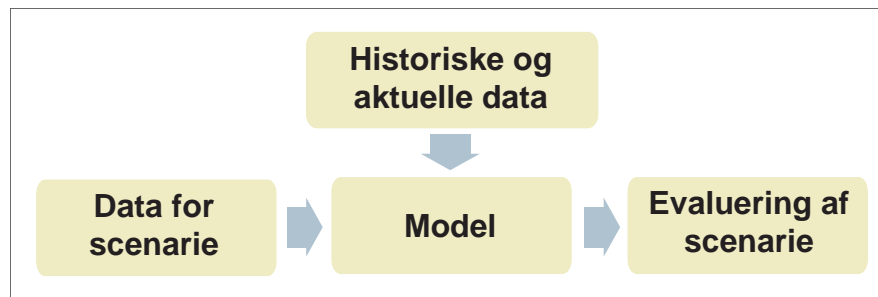 Historiske og
aktuelle data
Data for
scenarie
Model
Evaluering af
scenarie